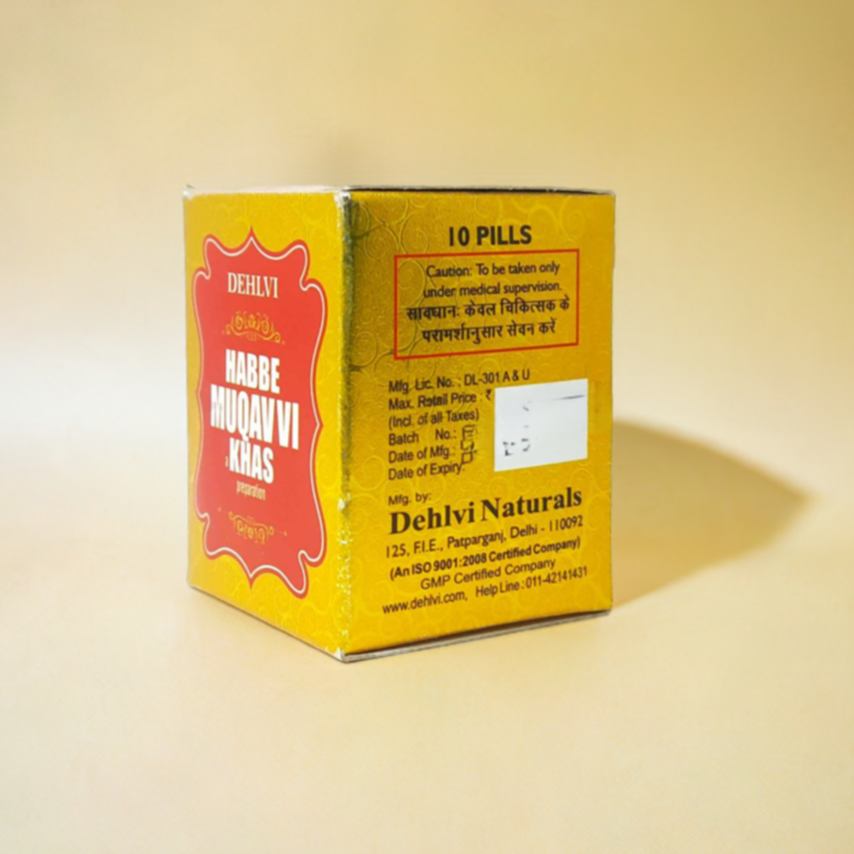 DEHLVI
HABBE
MUQAVVI
KHAS
preparation
10 PILLS
Caution: To be taken only
under medical supervision.
सावधान: केवल चिकित्सक के
परामर्शानुसार सेवन करें
Mfg. Lic. No. : DL-301 A & U
Max. Retail Price : ₹
(Incl. of all Taxes)
Batch No.:
Date of Mfg.:
Date of Expiry:
Mfg. by:
Dehlvi Naturals
125, F.I.E., Patparganj, Delhi - 110092
(An ISO 9001:2008 Certified Company)
GMP Certified Company
www.dehlvi.com, Help Line : 011-42141431